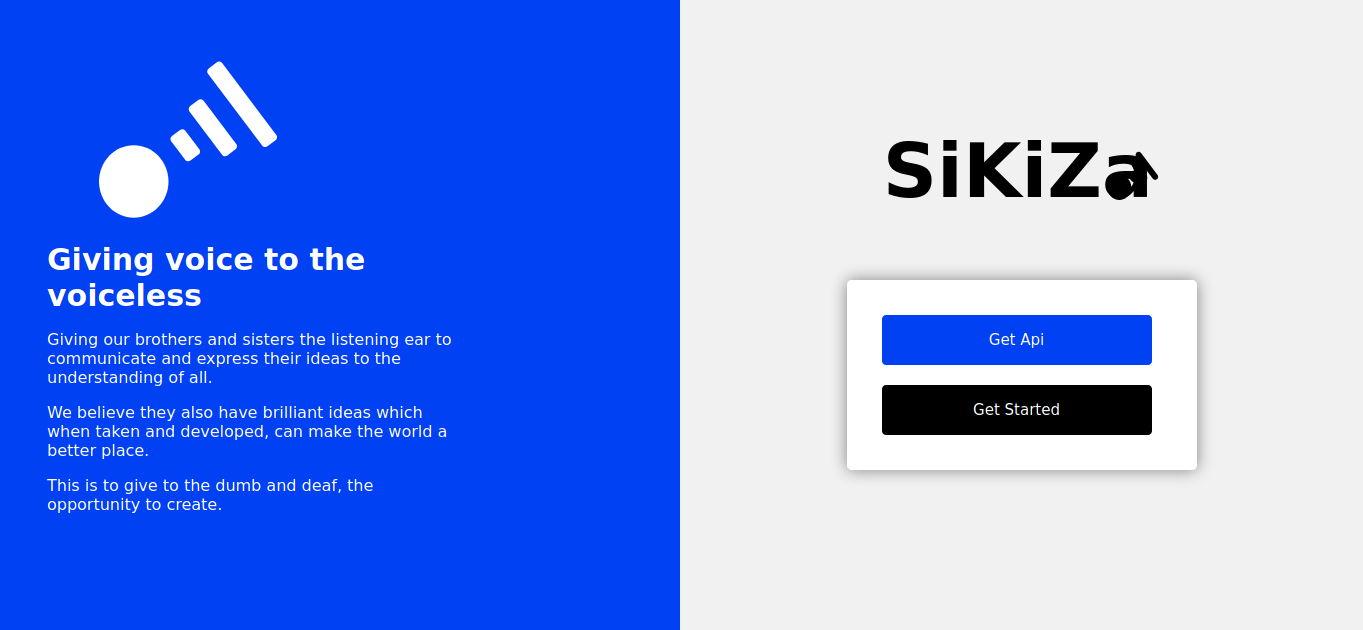 Giving voice to the
voiceless
Giving our brothers and sisters the listening ear to
communicate and express their ideas to the
understanding of all.
We believe they also have brilliant ideas which
when taken and developed, can make the world a
better place.
This is to give to the dumb and deaf, the
opportunity to create.
SiKiZa
Get Api
Get Started